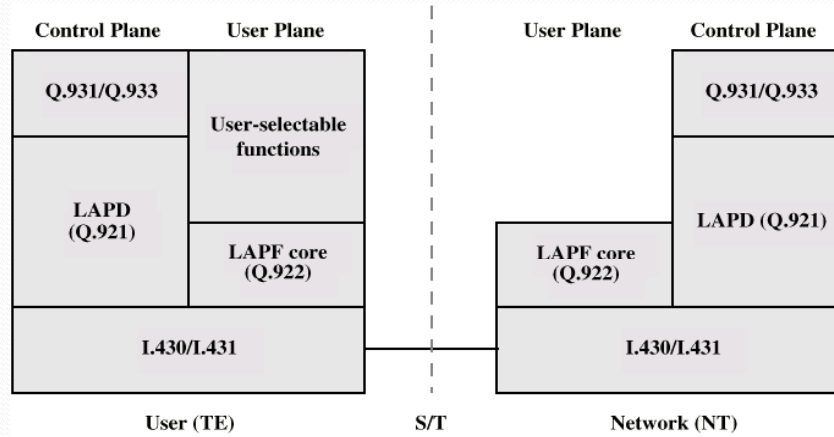 Control Plane
User Plane
User Plane
Control Plane
Q.931/Q.933
User-selectable
functions
Q.931/Q.933
LAPD
(Q.921)
LAPF core
(Q.922)
LAPF core
(Q.922)
LAPD (Q.921)
I.430/I.431
I.430/I.431
User (TE)
S/T
Network (NT)